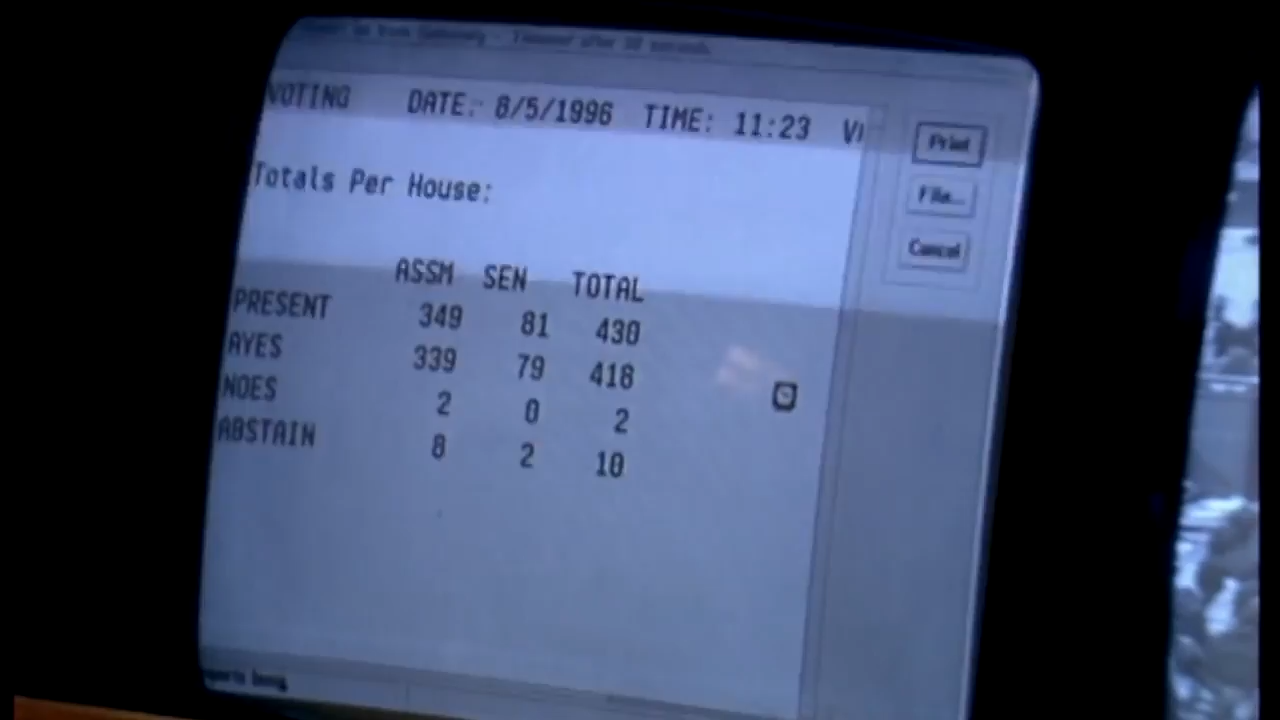 VOTING DATE: 8/5/1996 TIME: 11:23
Print
File...
Cancel
Totals Per House:
ASSM SEN TOTAL
PRESENT 349 81 430
AYES 339 79 418
NOES 2 0 2
ABSTAIN 8 2 10